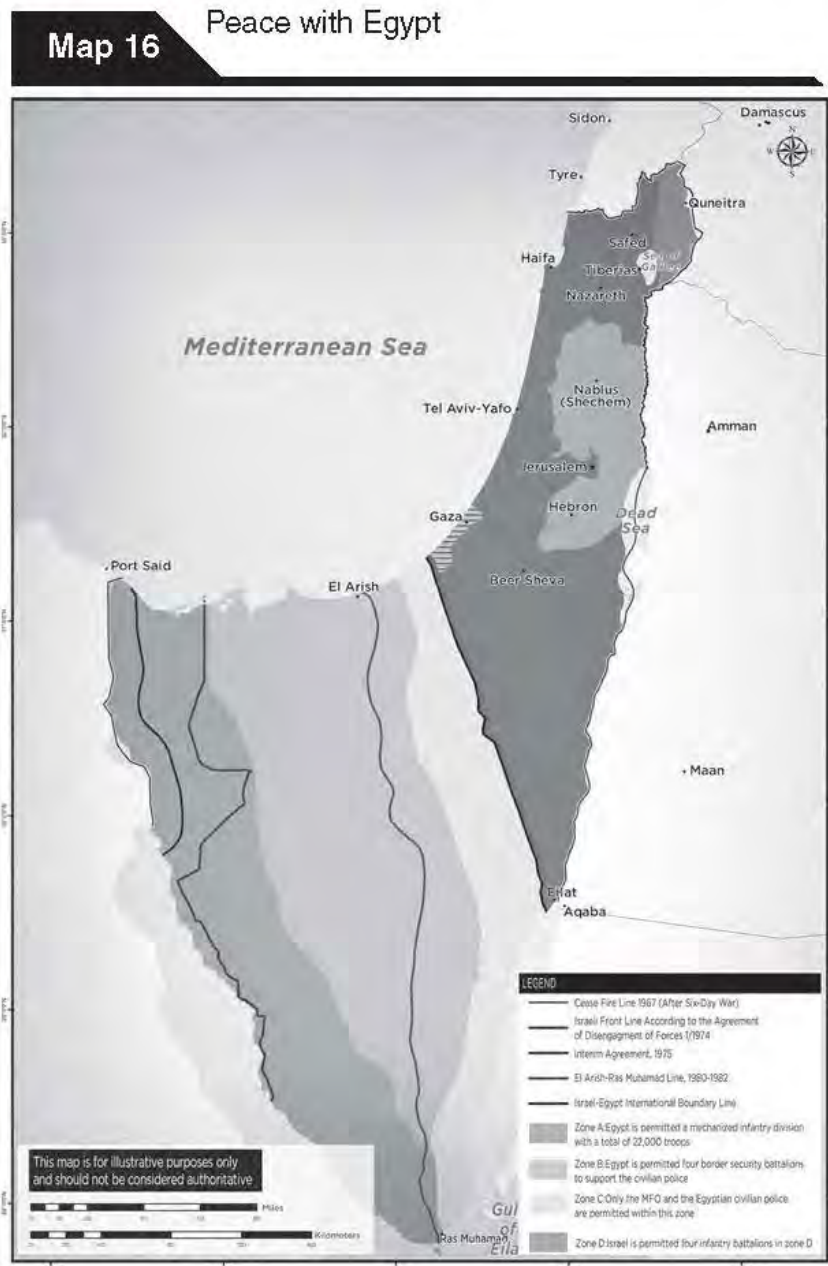 Map 16
Peace with Egypt
Sidon
Damascus
N
W
E
S
Tyre
Quneitra
Safed
Haifa
Sea of
Galilee
Tiberias
Nazareth
Mediterranean Sea
Nablus
(Shechem)
Tel Aviv-Yafo
Amman
Jerusalem
Hebron
Gaza
Dead
Sea
Port Said
El Arish
Beer Sheva
Maan
Eilat
Aqaba
LEGEND
Cease Fire Line 1967 (After Six-Day War)
Israeli Front Line According to the Agreement
of Disengagment of Forces 1/1974
Interim Agreement, 1975
El Arish-Ras Muhamad Line, 1980-1982
Israel-Egypt International Boundary Line
Zone A:Egypt is permitted a mechanized infantry division
with a total of 22,000 troops
Zone B:Egypt is permitted four border security battalions
to support the civilian police
Zone C:Only the MFO and the Egyptian civilian police
are permitted within this zone
Zone D:Israel is permitted four infantry battalions in zone D
This map is for illustrative purposes only
and should not be considered authoritative
Miles
Kilometers
Gul
of
Eila
Ras Muhamad